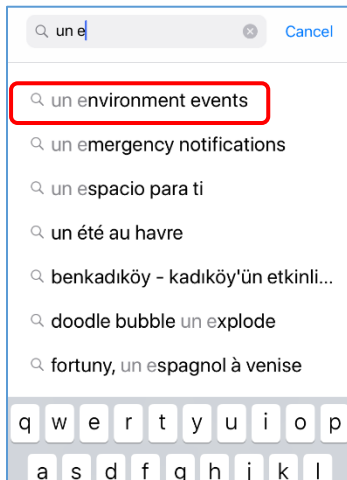 un e Cancel
un environment events
un emergency notifications
un espacio para ti
un été au havre
benkadıköy - kadıköy'ün etkinli...
doodle bubble un explode
fortuny, un espagnol à venise
q w e r t y u i o p
a s d f g h j k l